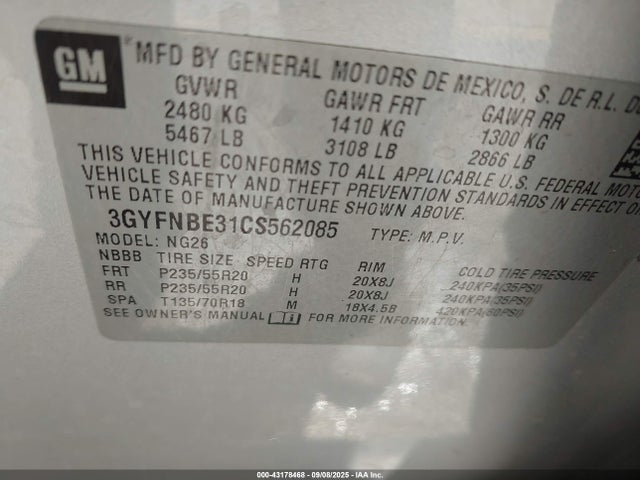 GM
MFD BY GENERAL MOTORS DE MEXICO, S. DE R.L. DE
GVWR GAWR FRT GAWR RR
2480 KG 1410 KG 1300 KG
5467 LB 3108 LB 2866 LB
THIS VEHICLE CONFORMS TO ALL APPLICABLE U.S. FEDERAL MOTOR
VEHICLE SAFETY AND THEFT PREVENTION STANDARDS IN EFFECT O
THE DATE OF MANUFACTURE SHOWN ABOVE.
3GYFNBE31CS562085 TYPE: M.P.V.
MODEL: NG26
NBBB TIRE SIZE SPEED RTG RIM COLD TIRE PRESSURE
FRT P235/55R20 H 20X8J 240KPA(35PSI)
RR P235/55R20 H 20X8J 240KPA(35PSI)
SPA T135/70R18 M 18X4.5B 420KPA(60PSI)
SEE OWNER'S MANUAL FOR MORE INFORMATION.
000-43178468 09/08/2025 IAA Inc.